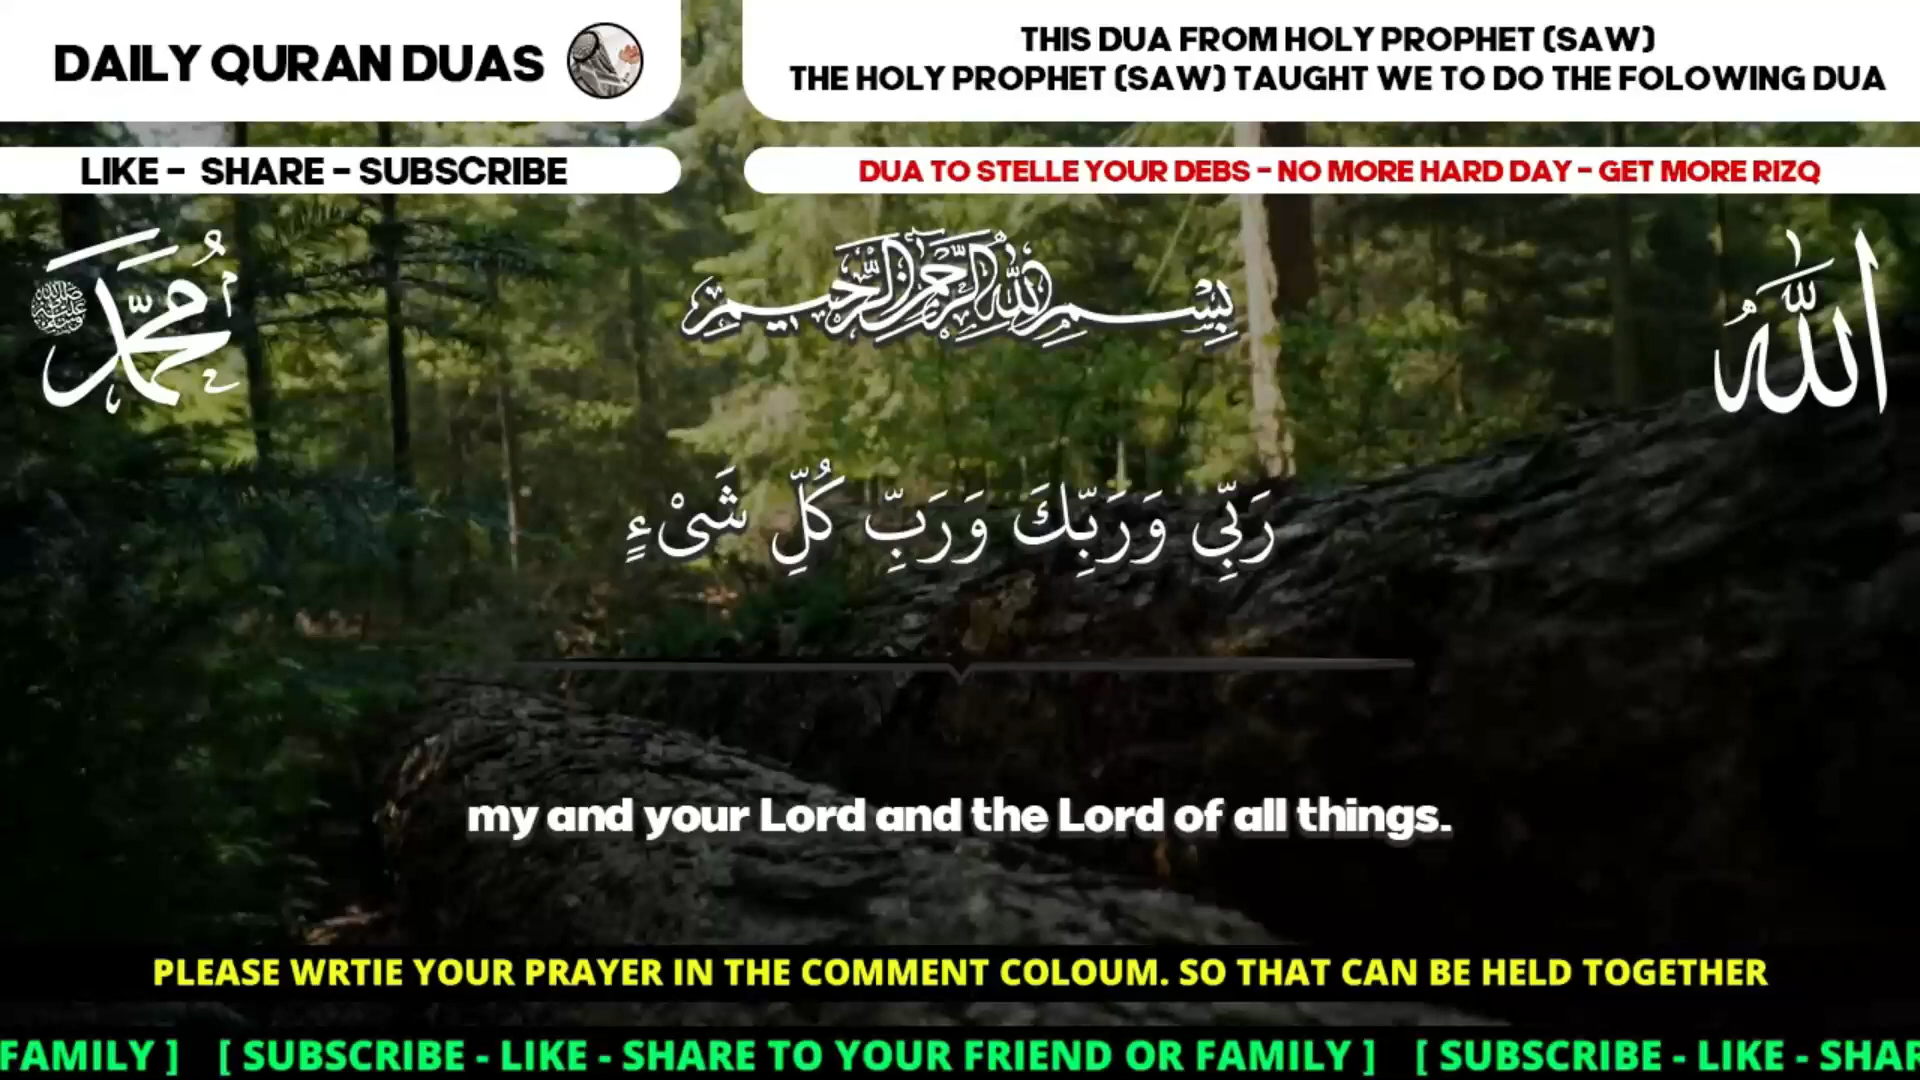 DAILY QURAN DUAS
THIS DUA FROM HOLY PROPHET (SAW)
THE HOLY PROPHET (SAW) TAUGHT WE TO DO THE FOLOWING DUA
LIKE - SHARE - SUBSCRIBE
DUA TO STELLE YOUR DEBS - NO MORE HARD DAY - GET MORE RIZQ
مُحَمَّد ﷺ
بِسْمِ اللَّهِ الرَّحْمَٰنِ الرَّحِيمِ
اللَّه
رَبِّي وَرَبِّكَ وَرَبِّ كُلِّ شَىْءٍ
my and your Lord and the Lord of all things.
PLEASE WRTIE YOUR PRAYER IN THE COMMENT COLOUM. SO THAT CAN BE HELD TOGETHER
FAMILY ] [ SUBSCRIBE - LIKE - SHARE TO YOUR FRIEND OR FAMILY ] [ SUBSCRIBE - LIKE - SHAR